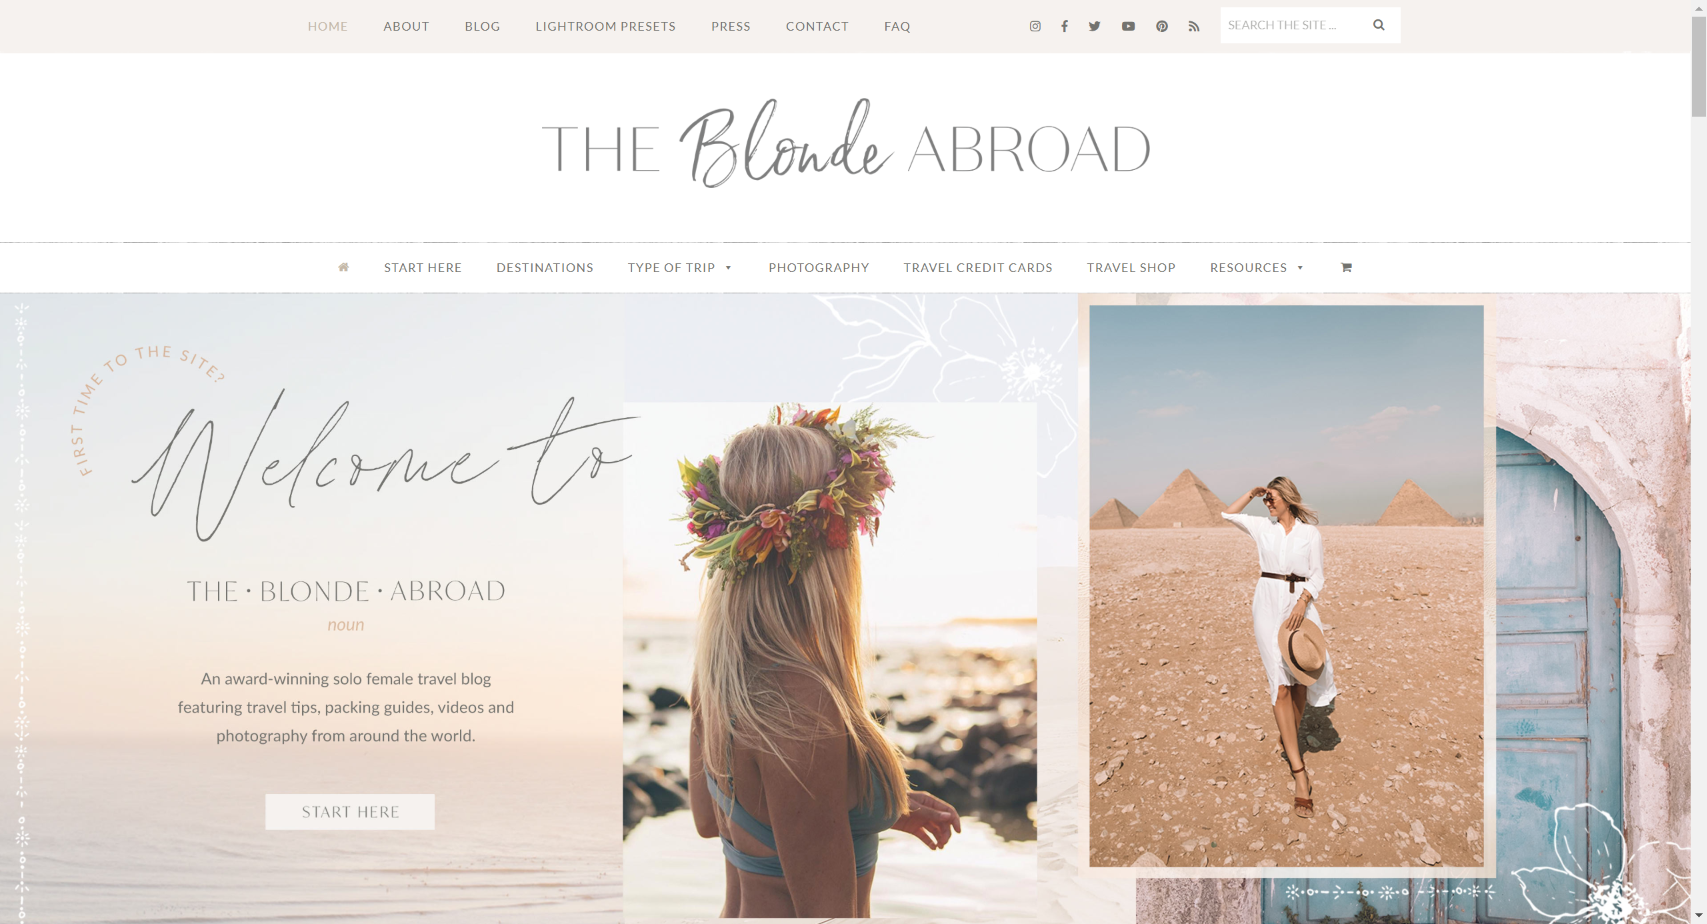 HOME ABOUT BLOG LIGHTROOM PRESETS PRESS CONTACT FAQ SEARCH THE SITE ...
THE Blonde ABROAD
START HERE DESTINATIONS TYPE OF TRIP PHOTOGRAPHY TRAVEL CREDIT CARDS TRAVEL SHOP RESOURCES
FIRST TIME TO THE SITE?
Welcome to
THE • BLONDE • ABROAD
noun
An award-winning solo female travel blog
featuring travel tips, packing guides, videos and
photography from around the world.
START HERE